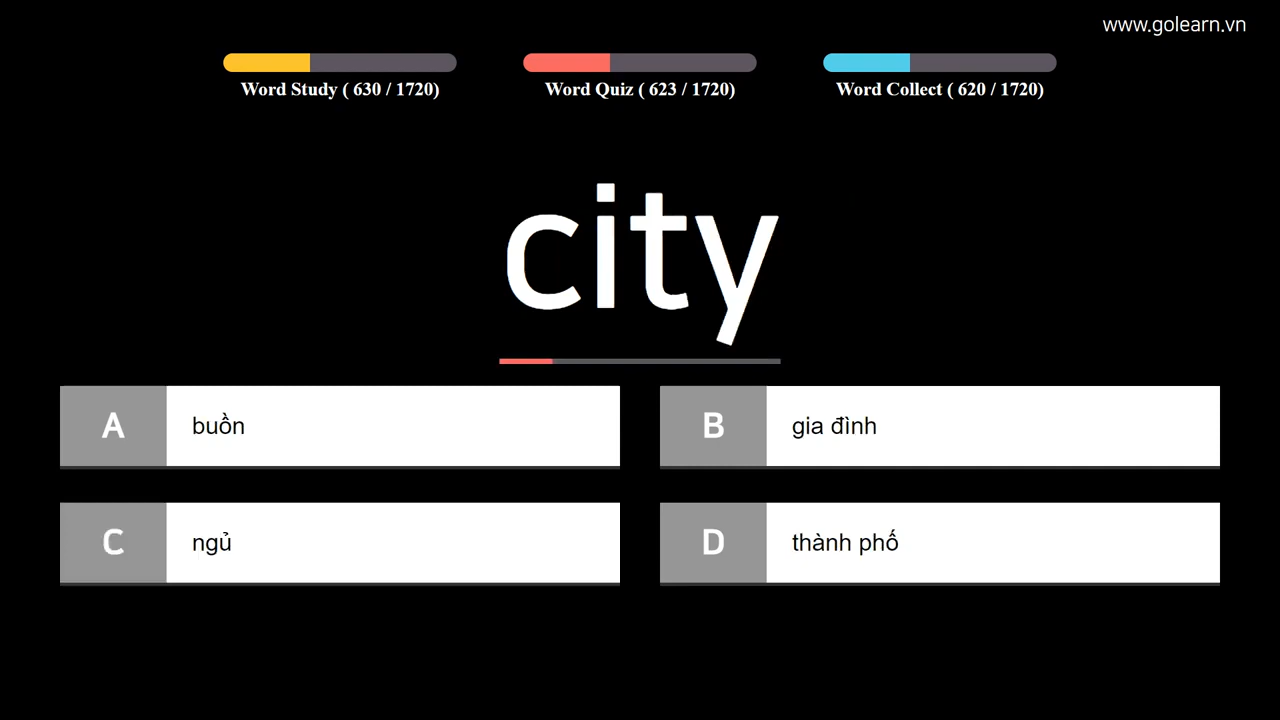 www.golearn.vn
Word Study ( 630 / 1720)
Word Quiz ( 623 / 1720)
Word Collect ( 620 / 1720)
city
A buồn
B gia đình
C ngủ
D thành phố